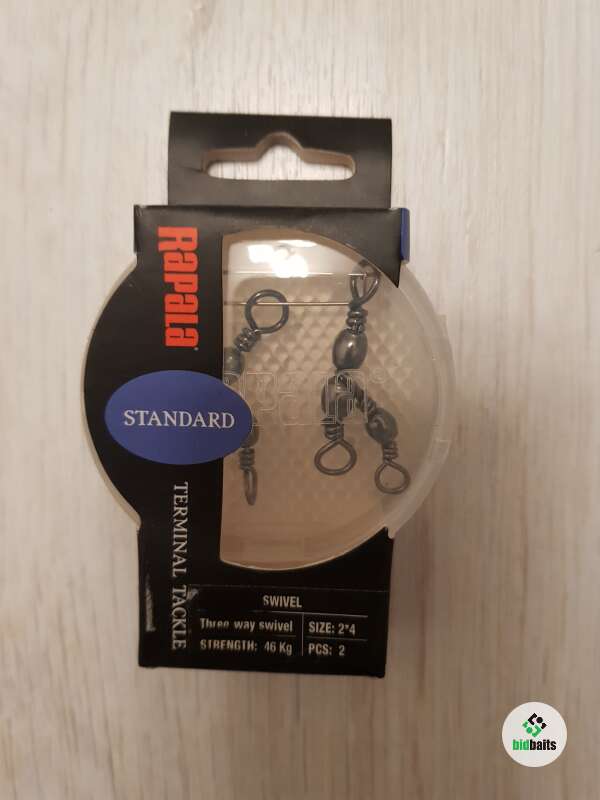 RAPALA
STANDARD
TERMINAL TACKLE
SWIVEL
Three way swivel
SIZE: 2*4
STRENGTH: 46 Kg
PCS: 2
bidbaits